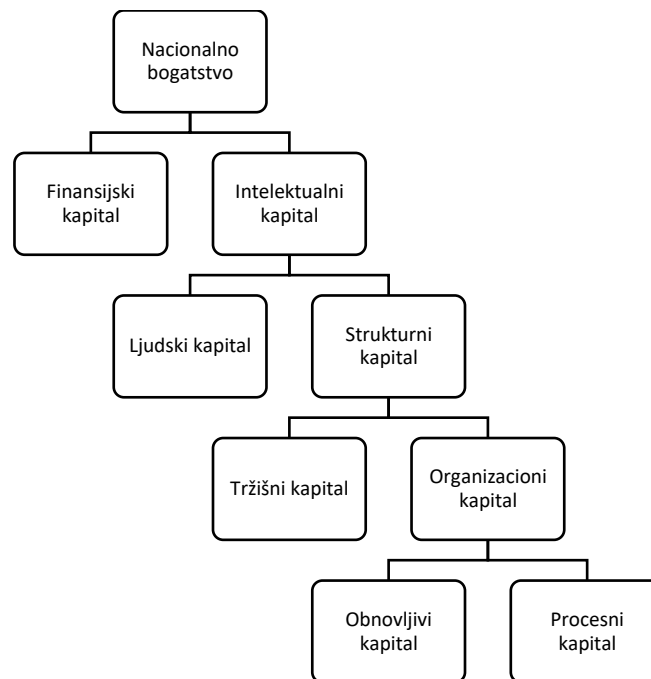 Nacionalno
bogatstvo
Finansijski
kapital
Intelektualni
kapital
Ljudski kapital
Strukturni
kapital
Tržišni kapital
Organizacioni
kapital
Obnovljivi
kapital
Procesni
kapital